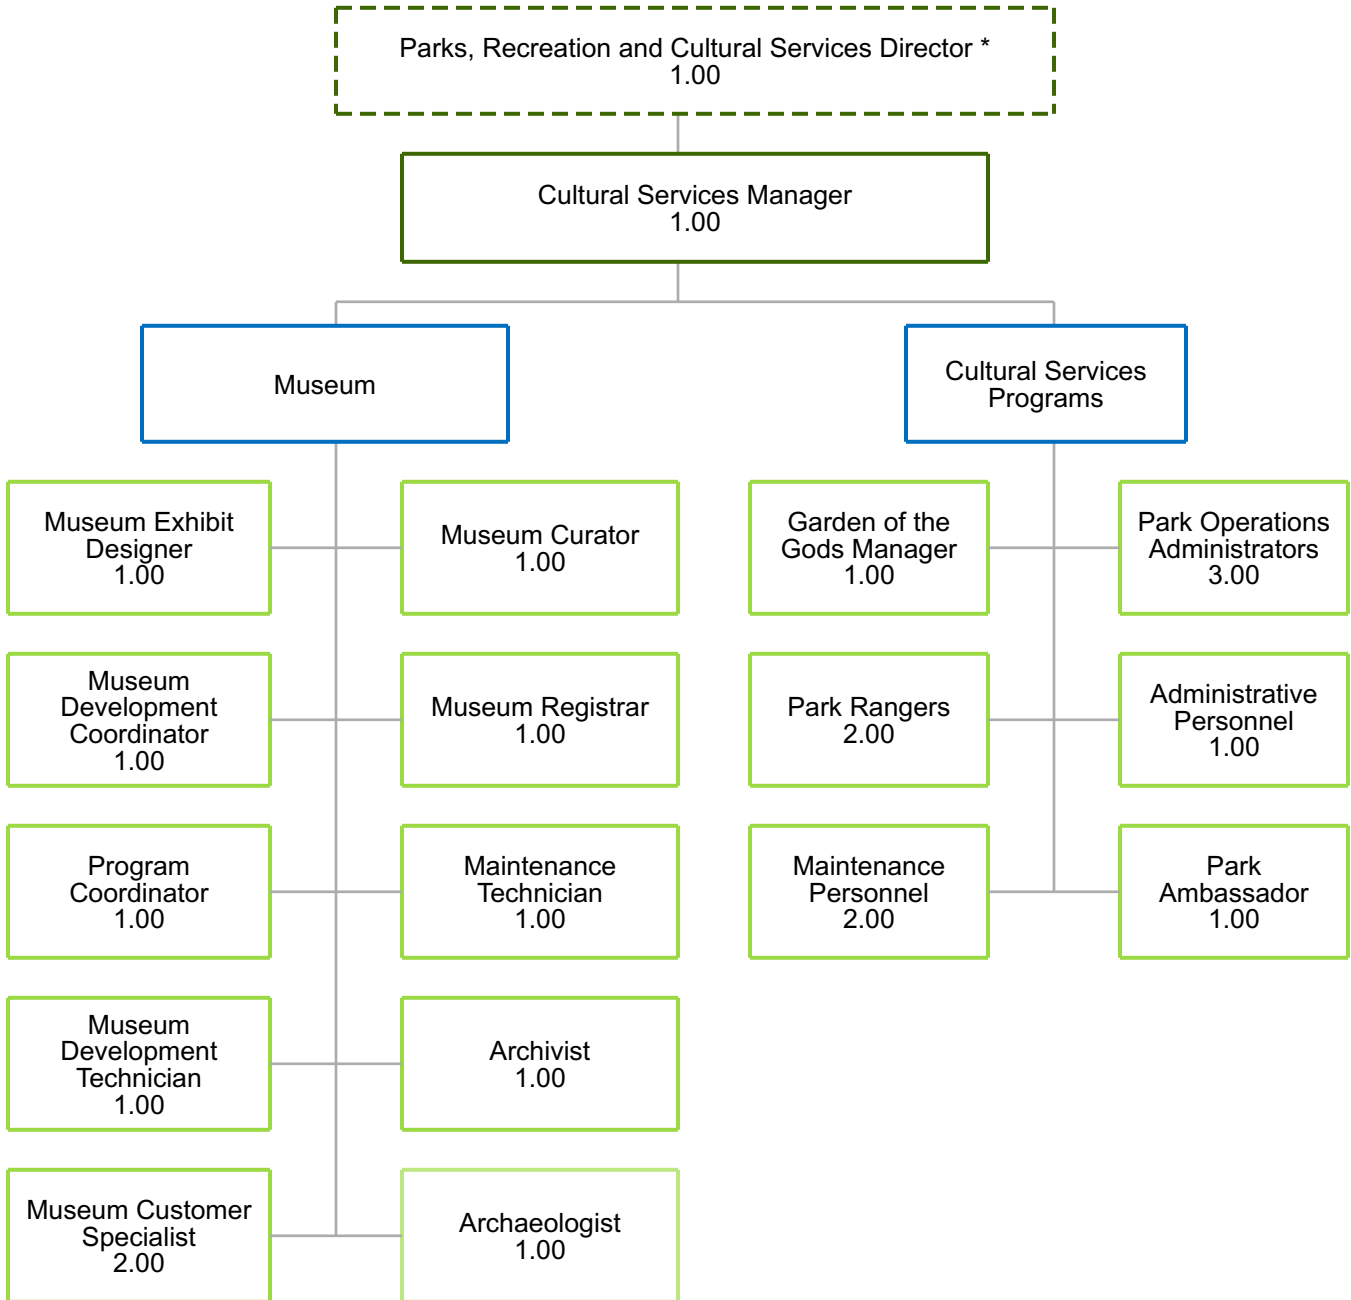 Parks, Recreation and Cultural Services Director *
1.00
Cultural Services Manager
1.00
Museum
Cultural Services
Programs
Museum Exhibit
Designer
1.00
Museum Curator
1.00
Garden of the
Gods Manager
1.00
Park Operations
Administrators
3.00
Museum
Development
Coordinator
1.00
Museum Registrar
1.00
Park Rangers
2.00
Administrative
Personnel
1.00
Program
Coordinator
1.00
Maintenance
Technician
1.00
Maintenance
Personnel
2.00
Park
Ambassador
1.00
Museum
Development
Technician
1.00
Archivist
1.00
Museum Customer
Specialist
2.00
Archaeologist
1.00